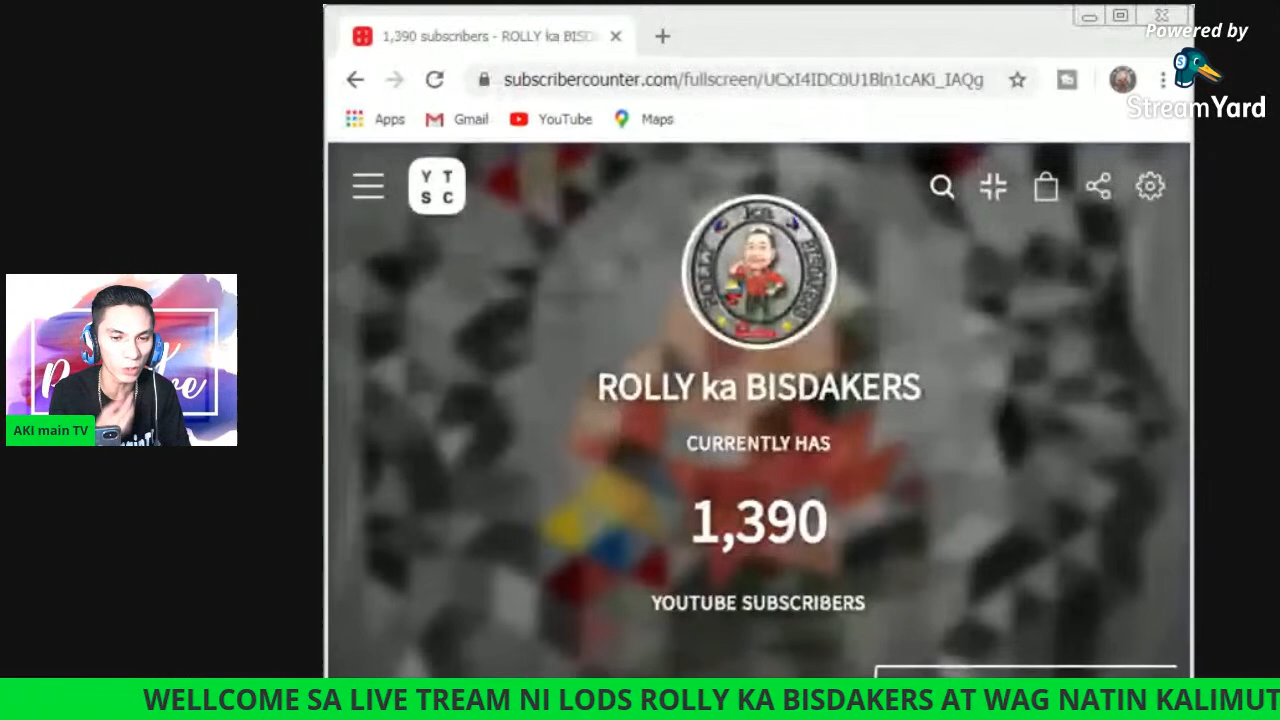 1,390 subscribers - ROLLY ka BISD
Powered by
StreamYard
subscribercounter.com/fullscreen/UCxI4IDC0U1Bln1cAKi_IAQg
Apps Gmail YouTube Maps
Y T
S C
ROLLY ka BISDAKERS
CURRENTLY HAS
1,390
YOUTUBE SUBSCRIBERS
AKI main TV
WELLCOME SA LIVE TREAM NI LODS ROLLY KA BISDAKERS AT WAG NATIN KALIMUT